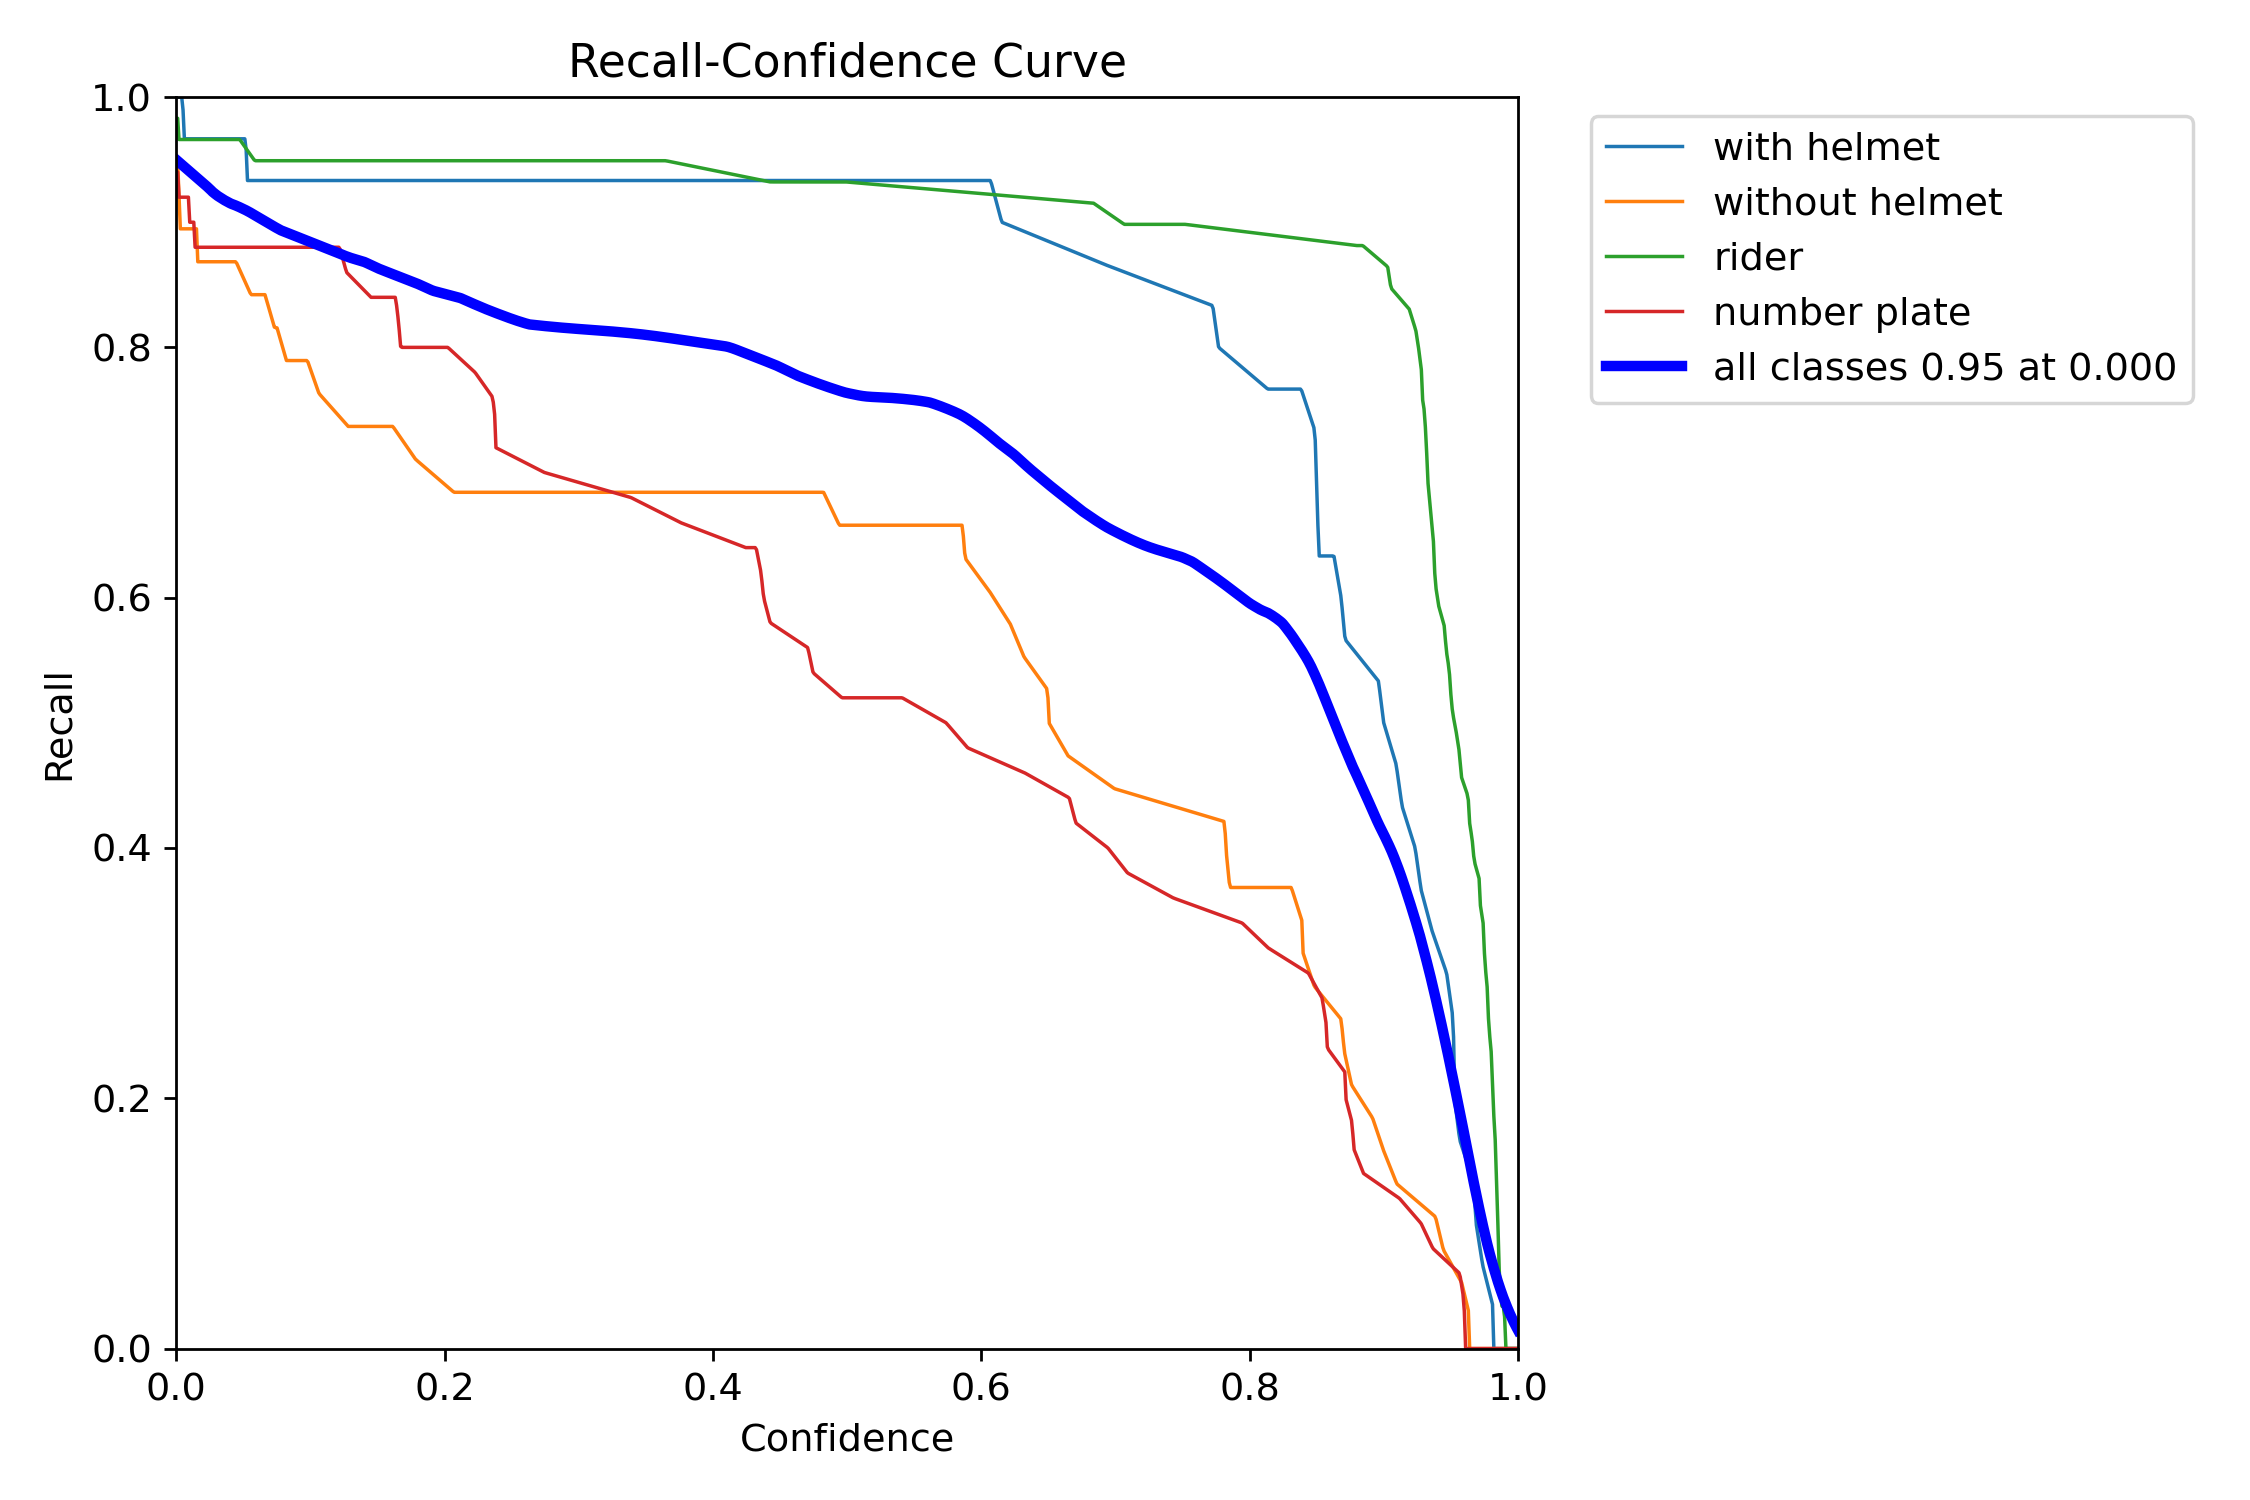 Recall-Confidence Curve
1.0
0.8
0.6
0.4
0.2
0.0
Recall
0.0 0.2 0.4 0.6 0.8 1.0
Confidence
with helmet
without helmet
rider
number plate
all classes 0.95 at 0.000